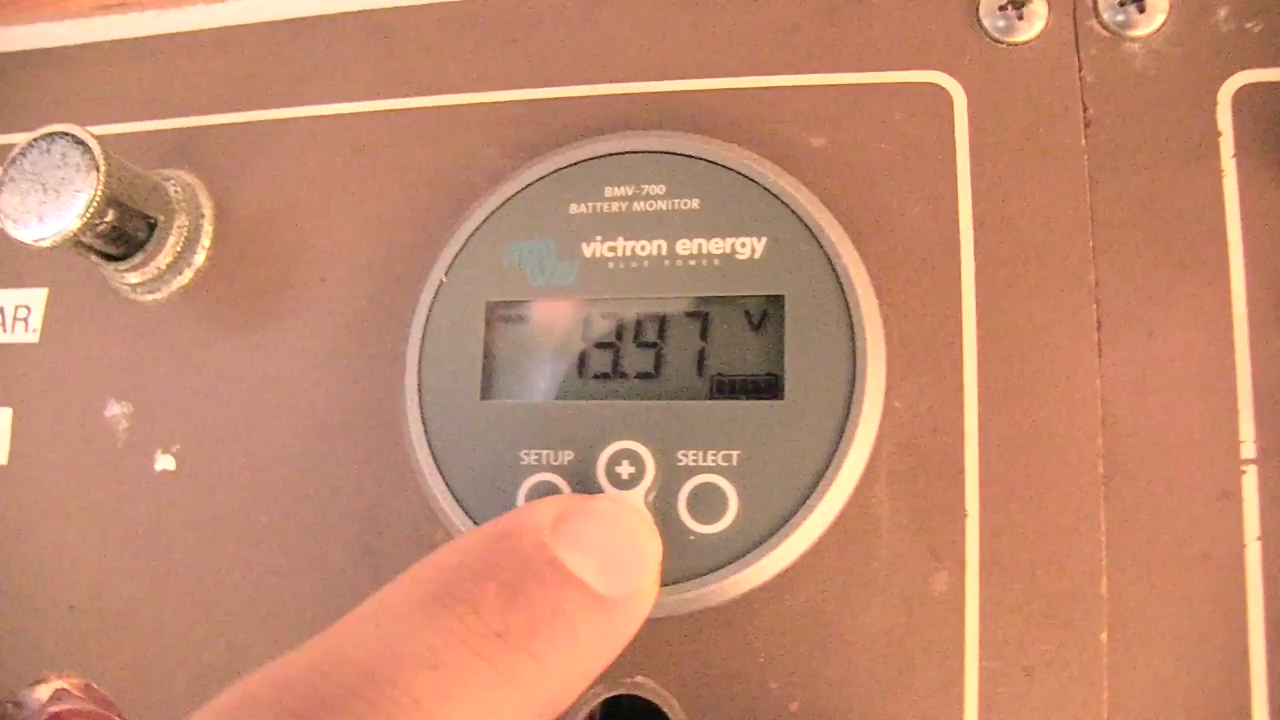 BMV-700
BATTERY MONITOR
victron energy
BLUE POWER
13.97 V
SETUP + SELECT
AR.